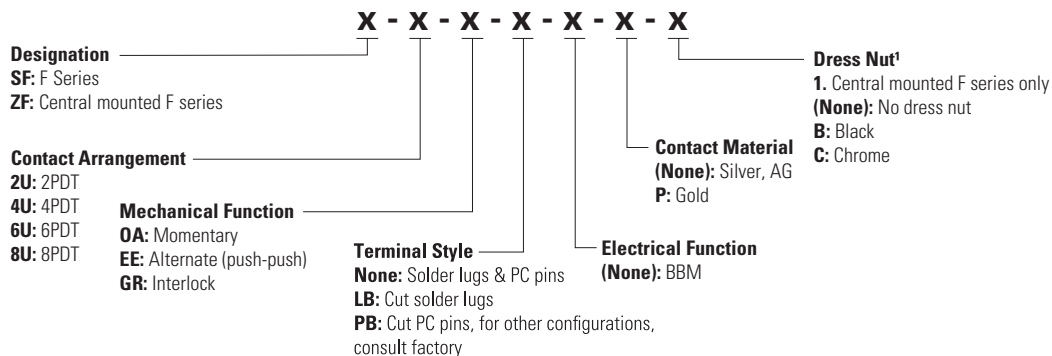 X - X - X - X - X - X - X
Designation
SF: F Series
ZF: Central mounted F series
Contact Arrangement
2U: 2PDT
4U: 4PDT
6U: 6PDT
8U: 8PDT
Mechanical Function
OA: Momentary
EE: Alternate (push-push)
GR: Interlock
Terminal Style
None: Solder lugs & PC pins
LB: Cut solder lugs
PB: Cut PC pins, for other configurations,
consult factory
Electrical Function
(None): BBM
Contact Material
(None): Silver, AG
P: Gold
Dress Nut¹
1. Central mounted F series only
(None): No dress nut
B: Black
C: Chrome